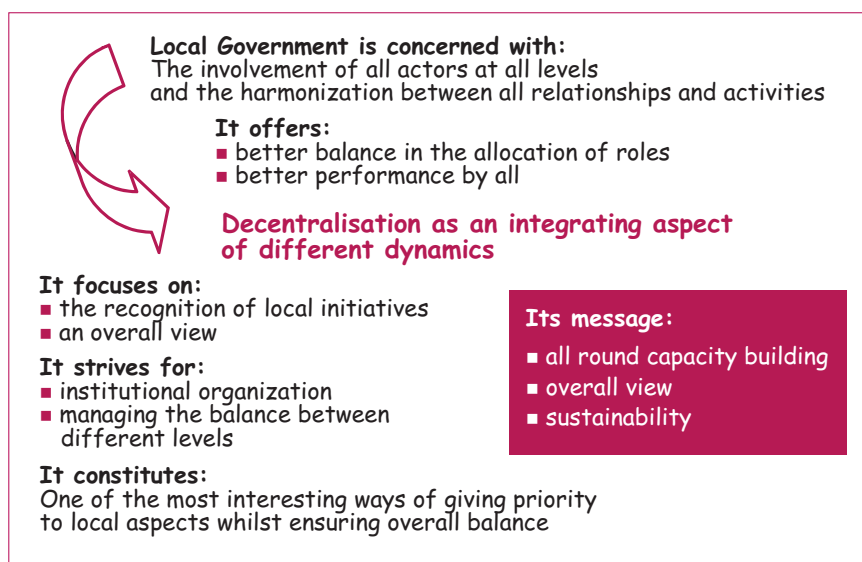 Local Government is concerned with:
The involvement of all actors at all levels
and the harmonization between all relationships and activities
It offers:
■ better balance in the allocation of roles
■ better performance by all
Decentralisation as an integrating aspect
of different dynamics
It focuses on:
■ the recognition of local initiatives
■ an overall view
It strives for:
■ institutional organization
■ managing the balance between
different levels
It constitutes:
One of the most interesting ways of giving priority
to local aspects whilst ensuring overall balance
Its message:
■ all round capacity building
■ overall view
■ sustainability